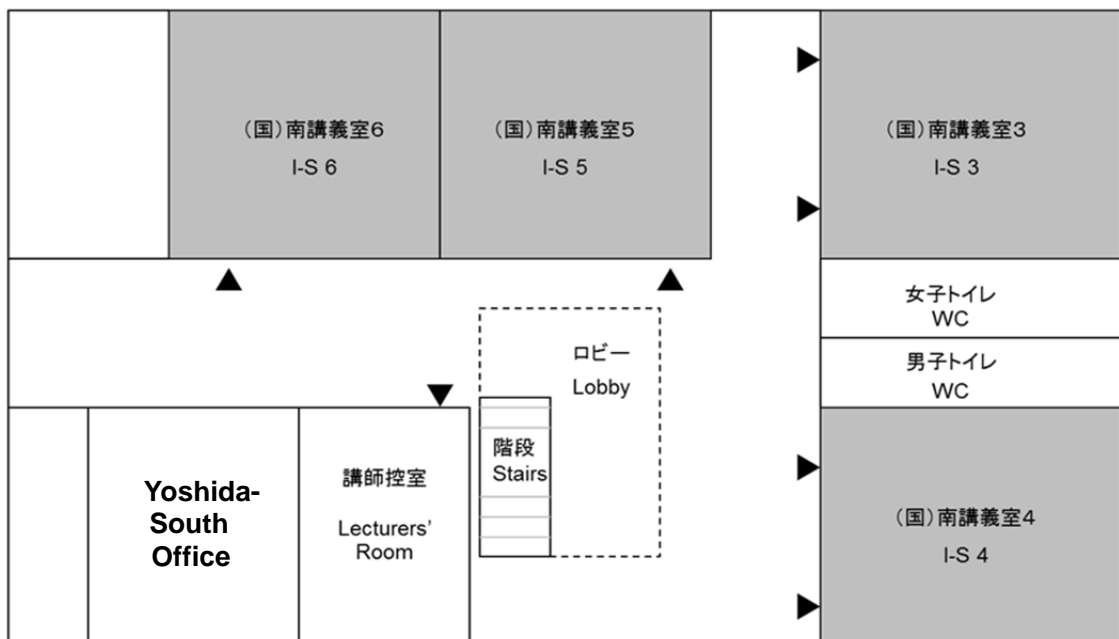 （国）南講義室6
I-S 6
（国）南講義室5
I-S 5
（国）南講義室3
I-S 3
女子トイレ
WC
男子トイレ
WC
ロビー
Lobby
階段
Stairs
講師控室
Lecturers’
Room
Yoshida-
South
Office
（国）南講義室4
I-S 4